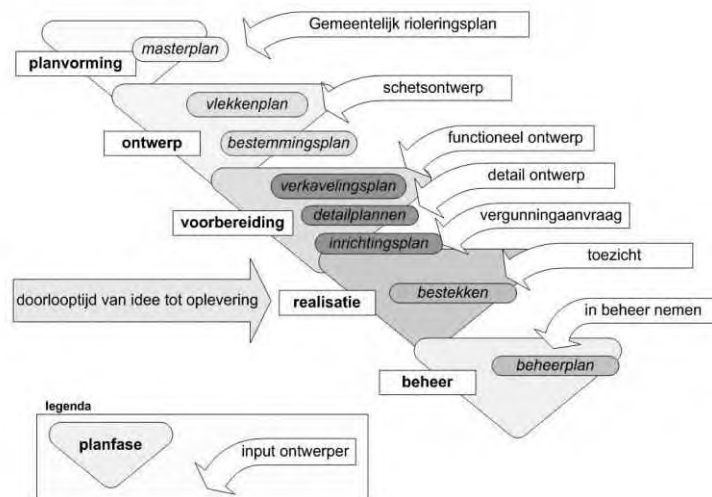 Gemeentelijk rioleringsplan
masterplan
planvorming
schetsontwerp
vlekkenplan
functioneel ontwerp
ontwerp
bestemmingsplan
detail ontwerp
verkavelingsplan
vergunningaanvraag
voorbereiding
detailplannen
inrichtingsplan
toezicht
doorlooptijd van idee tot oplevering
realisatie
bestekken
in beheer nemen
beheerplan
beheer
legenda
planfase
input ontwerper